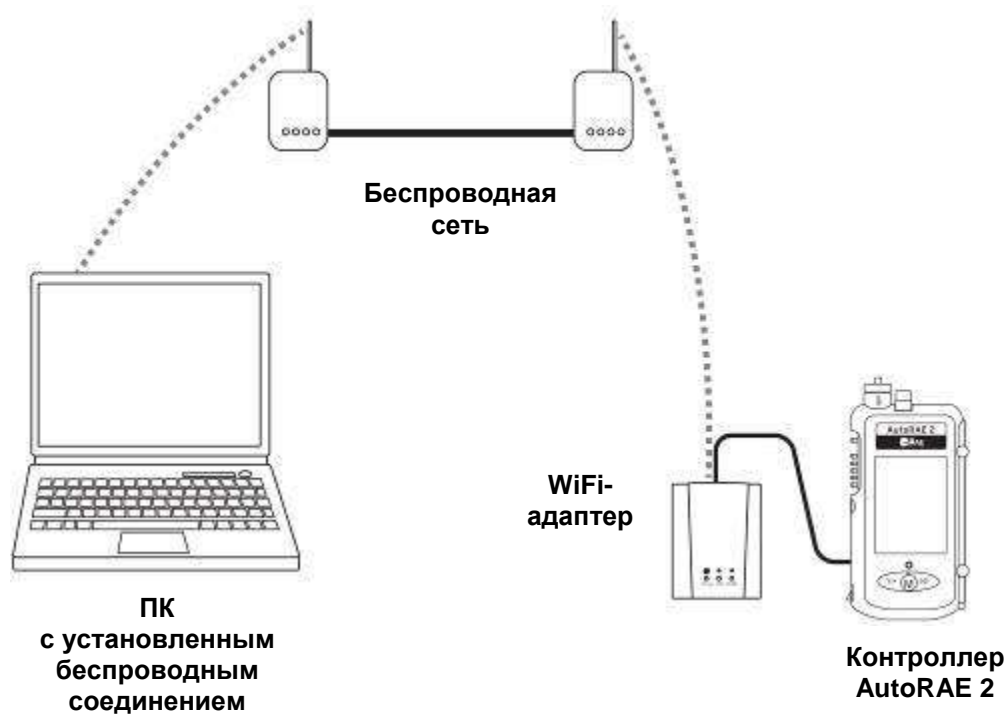 Беспроводная
сеть
WiFi-
адаптер
AutoRAE 2
ПК
с установленным
беспроводным
соединением
Контроллер
AutoRAE 2